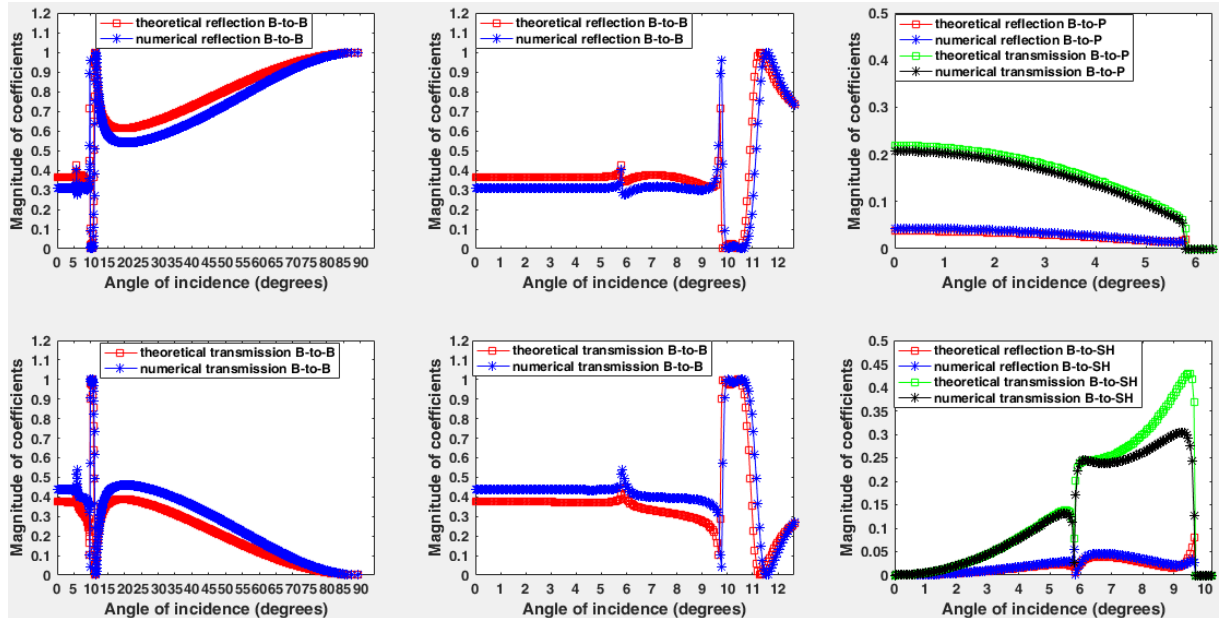 theoretical reflection B-to-B
numerical reflection B-to-B
Magnitude of coefficients
1.2
1.1
1
0.9
0.8
0.7
0.6
0.5
0.4
0.3
0.2
0.1
0
0 5 10 15 20 25 30 35 40 45 50 55 60 65 70 75 80 85 90
Angle of incidence (degrees)
theoretical reflection B-to-B
numerical reflection B-to-B
Magnitude of coefficients
1.2
1.1
1
0.9
0.8
0.7
0.6
0.5
0.4
0.3
0.2
0.1
0
0 1 2 3 4 5 6 7 8 9 10 11 12
Angle of incidence (degrees)
theoretical reflection B-to-P
numerical reflection B-to-P
theoretical transmission B-to-P
numerical transmission B-to-P
Magnitude of coefficients
0.5
0.4
0.3
0.2
0.1
0
0 1 2 3 4 5 6
Angle of incidence (degrees)
theoretical transmission B-to-B
numerical transmission B-to-B
Magnitude of coefficients
1.2
1.1
1
0.9
0.8
0.7
0.6
0.5
0.4
0.3
0.2
0.1
0
0 5 10 15 20 25 30 35 40 45 50 55 60 65 70 75 80 85 90
Angle of incidence (degrees)
theoretical transmission B-to-B
numerical transmission B-to-B
Magnitude of coefficients
1.2
1.1
1
0.9
0.8
0.7
0.6
0.5
0.4
0.3
0.2
0.1
0
0 1 2 3 4 5 6 7 8 9 10 11 12
Angle of incidence (degrees)
theoretical reflection B-to-SH
numerical reflection B-to-SH
theoretical transmission B-to-SH
numerical transmission B-to-SH
Magnitude of coefficients
0.5
0.45
0.4
0.35
0.3
0.25
0.2
0.15
0.1
0.05
0
0 1 2 3 4 5 6 7 8 9 10
Angle of incidence (degrees)